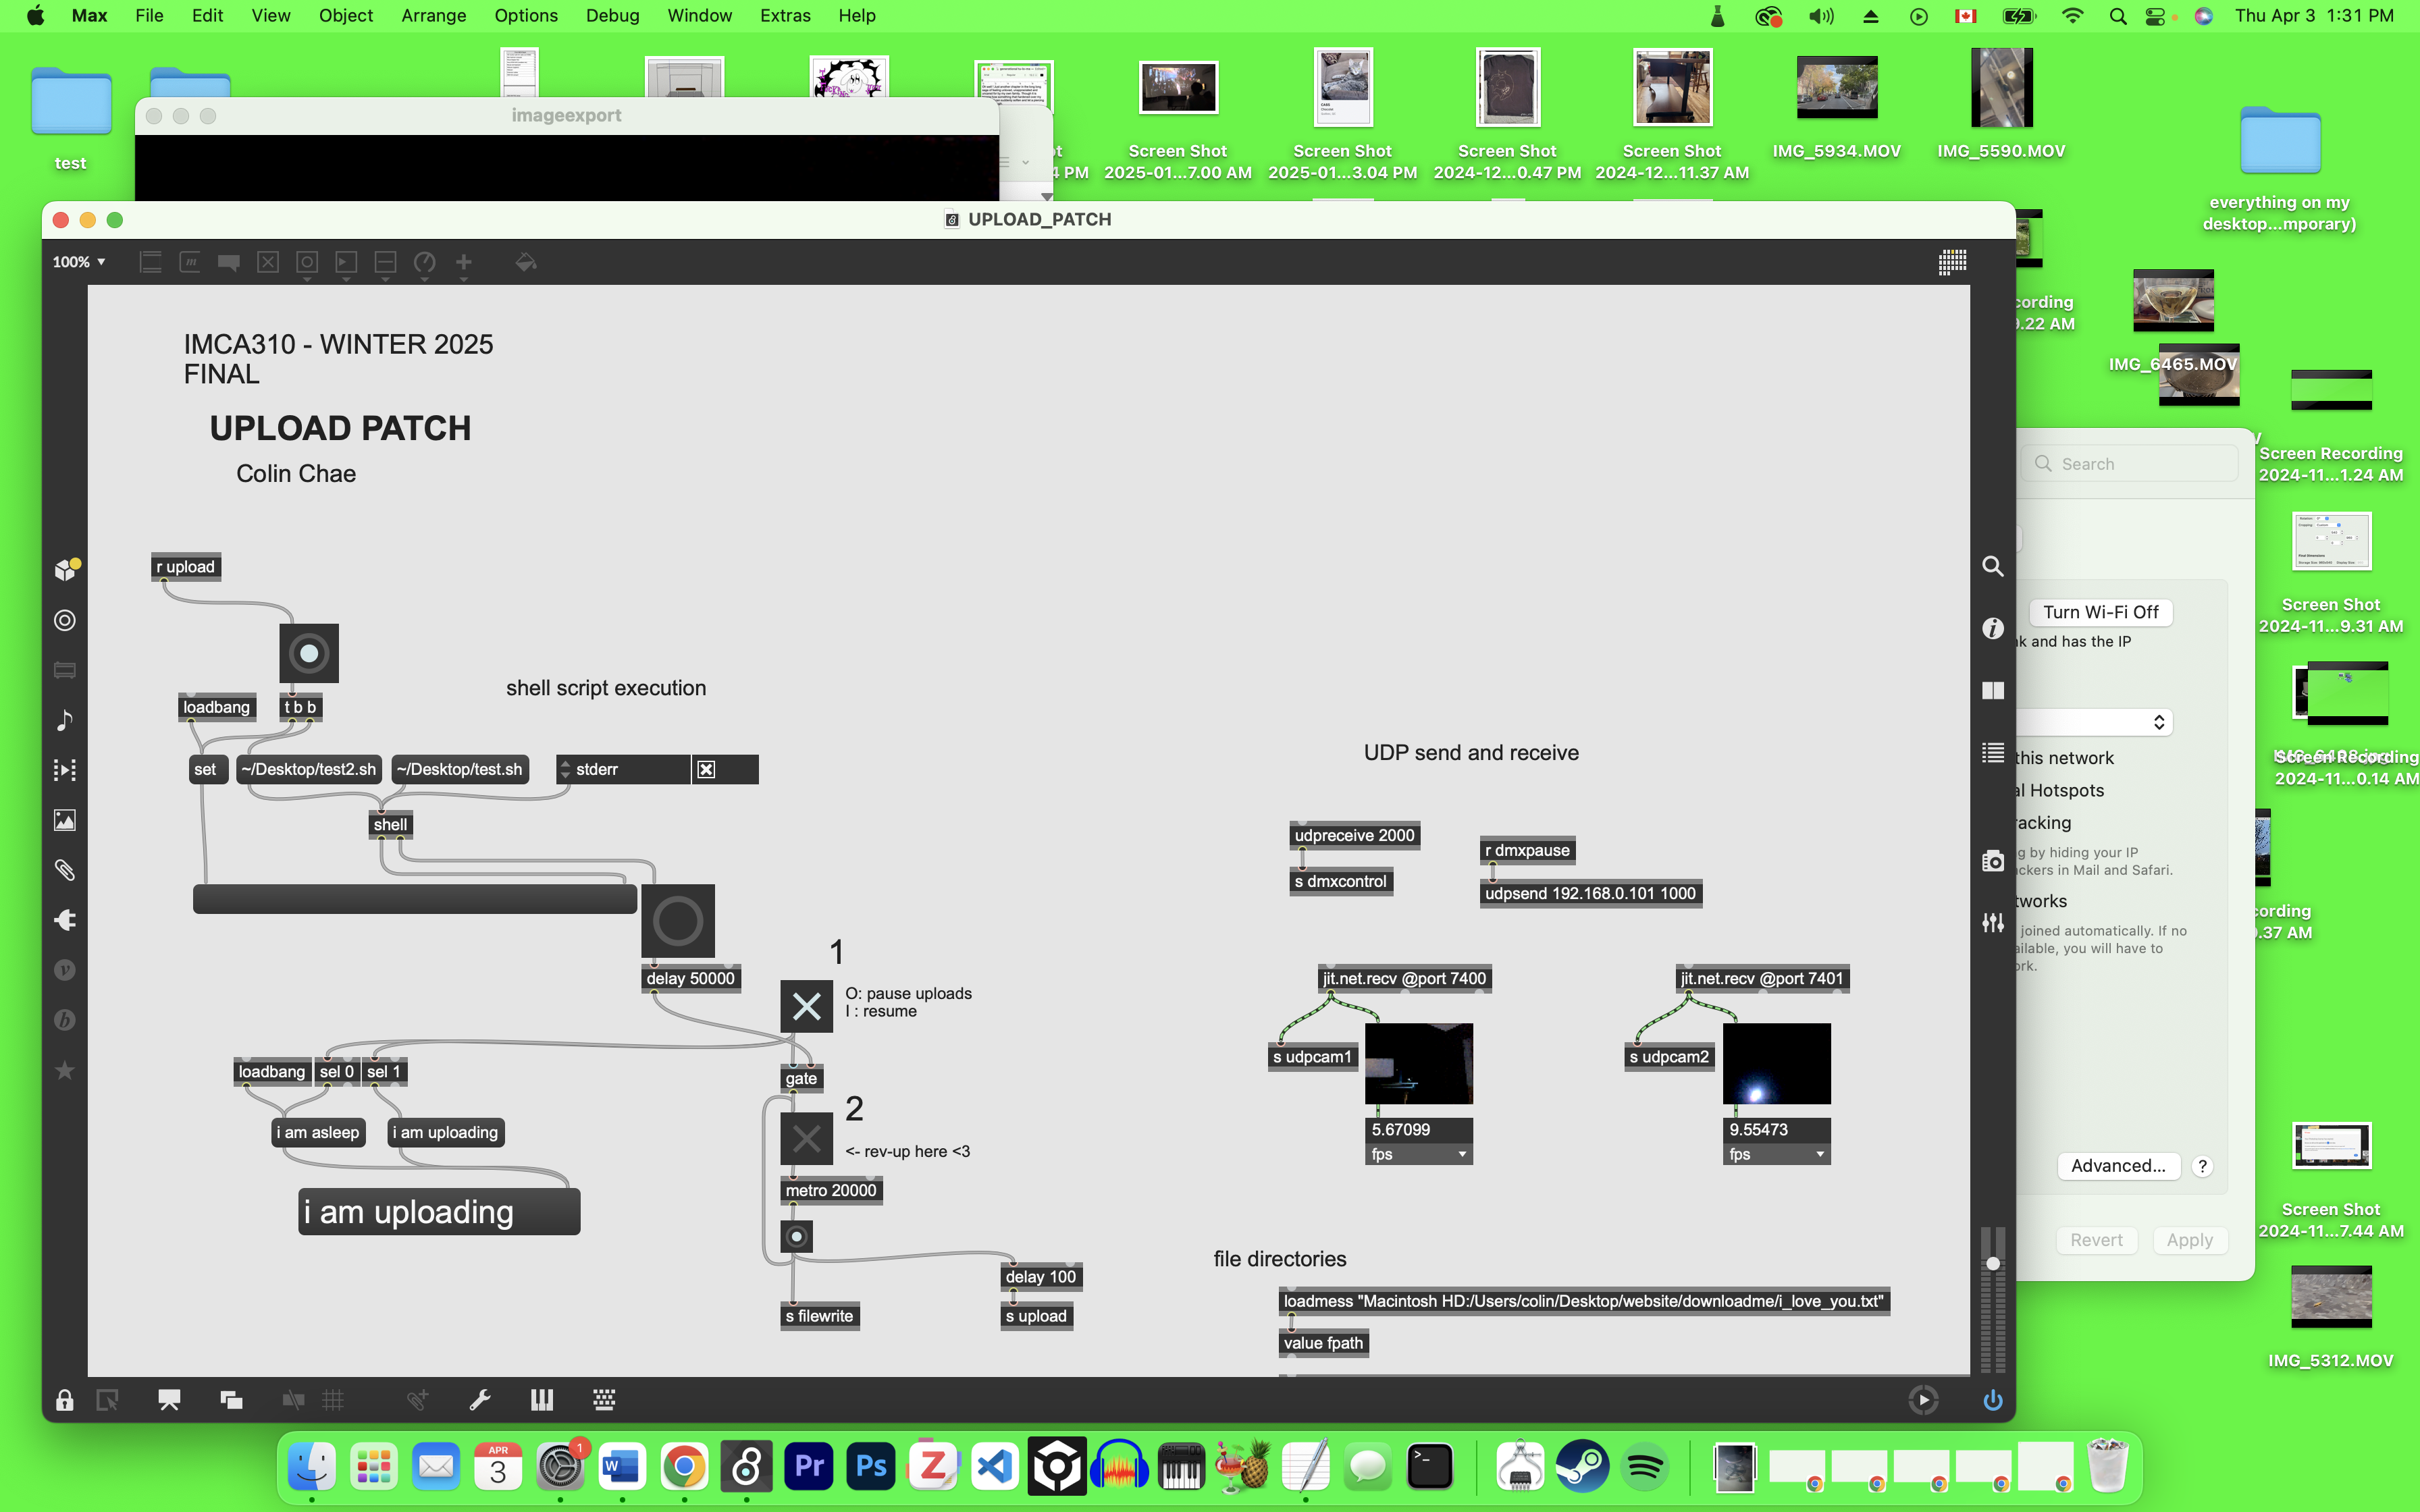 Max File Edit View Object Arrange Options Debug Window Extras Help
Thu Apr 3 1:31 PM
test
imageexport
4 PM
Screen Shot
2025-01...7.00 AM
Screen Shot
2025-01...3.04 PM
Screen Shot
2024-12...0.47 PM
Screen Shot
2024-12...11.37 AM
IMG_5934.MOV
IMG_5590.MOV
everything on my
desktop...mporary)
UPLOAD_PATCH
100%
IMCA310 - WINTER 2025
FINAL
UPLOAD PATCH
Colin Chae
r upload
loadbang
t b b
shell script execution
set
~/Desktop/test2.sh
~/Desktop/test.sh
stderr
shell
delay 50000
1
O: pause uploads
I : resume
loadbang
sel 0
sel 1
gate
2
i am asleep
i am uploading
<- rev-up here <3
metro 20000
i am uploading
delay 100
s filewrite
s upload
UDP send and receive
udpreceive 2000
s dmxcontrol
r dmxpause
udpsend 192.168.0.101 1000
jit.net.recv @port 7400
s udpcam1
5.67099
fps
jit.net.recv @port 7401
s udpcam2
9.55473
fps
file directories
loadmess "Macintosh HD:/Users/colin/Desktop/website/downloadme/i_love_you.txt"
value fpath
cording
9.22 AM
IMG_6465.MOV
Search
Turn Wi-Fi Off
k and has the IP
this network
al Hotspots
racking
g by hiding your IP
ckers in Mail and Safari.
tworks
joined automatically. If no
ailable, you will have to
ork.
Advanced...
?
Revert
Apply
Screen Recording
2024-11...1.24 AM
Screen Shot
2024-11...9.31 AM
Screen Recording
2024-11...0.14 AM
cording
0.37 AM
Screen Shot
2024-11...7.44 AM
IMG_5312.MOV
APR
3
1
W
Pr
Ps
Z